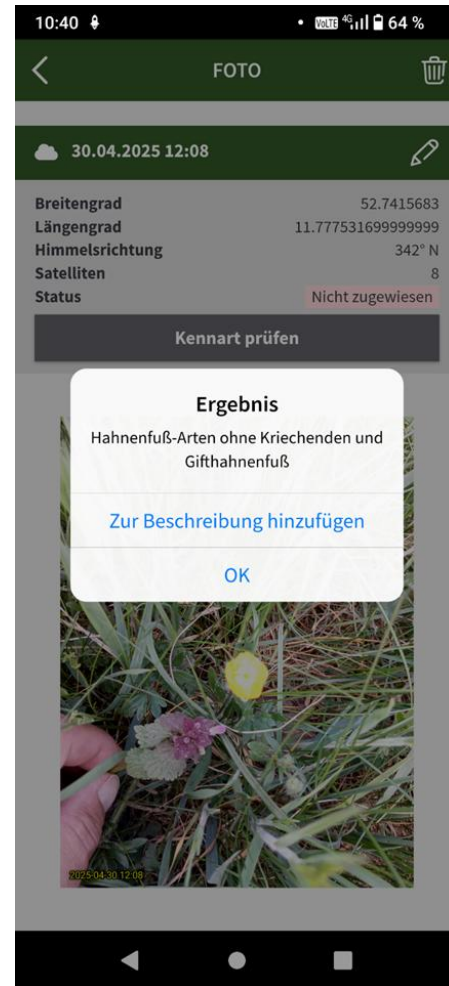 10:40 • VoLTE 4G 64 %
FOTO
30.04.2025 12:08
Breitengrad 52.7415683
Längengrad 11.777531699999999
Himmelsrichtung 342° N
Satelliten 8
Status Nicht zugewiesen
Kennart prüfen
Ergebnis
Hahnenfuß-Arten ohne Kriechenden und
Gifthahnenfuß
Zur Beschreibung hinzufügen
OK
2025-04-30 12:08